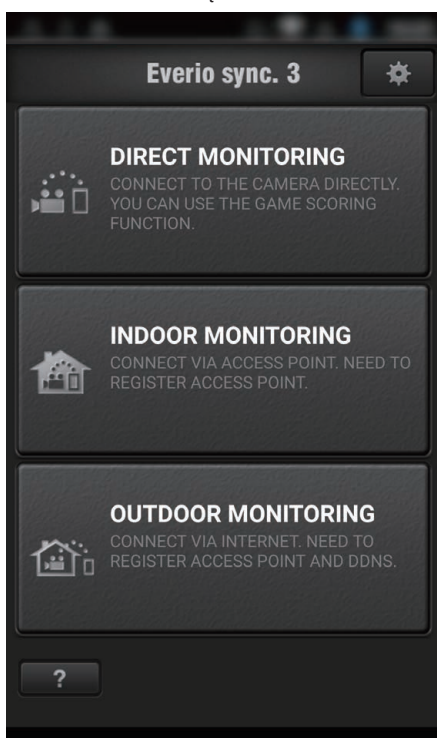 Everio sync. 3
DIRECT MONITORING
CONNECT TO THE CAMERA DIRECTLY.
YOU CAN USE THE GAME SCORING
FUNCTION.
INDOOR MONITORING
CONNECT VIA ACCESS POINT. NEED TO
REGISTER ACCESS POINT.
OUTDOOR MONITORING
CONNECT VIA INTERNET. NEED TO
REGISTER ACCESS POINT AND DDNS.
?